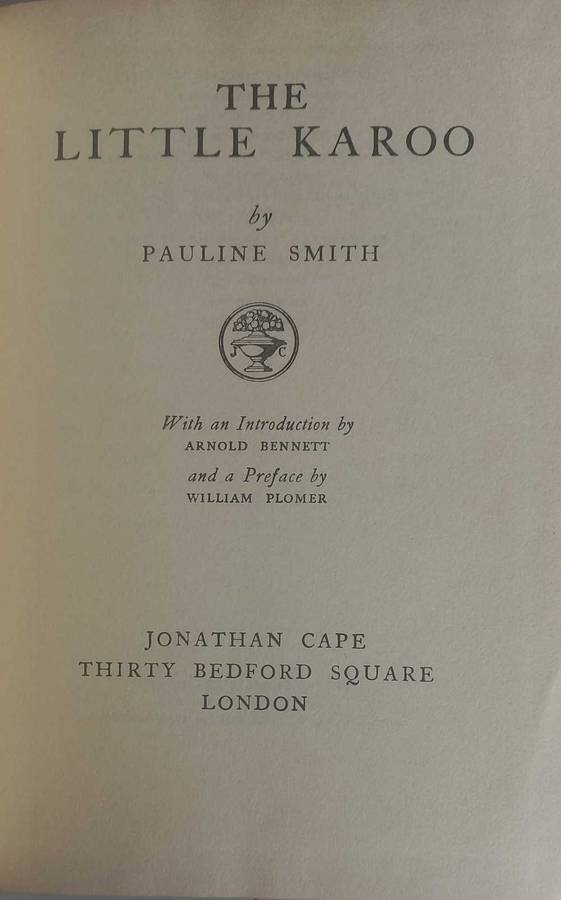 THE
LITTLE KAROO
by
PAULINE SMITH
J C
With an Introduction by
ARNOLD BENNETT
and a Preface by
WILLIAM PLOMER
JONATHAN CAPE
THIRTY BEDFORD SQUARE
LONDON